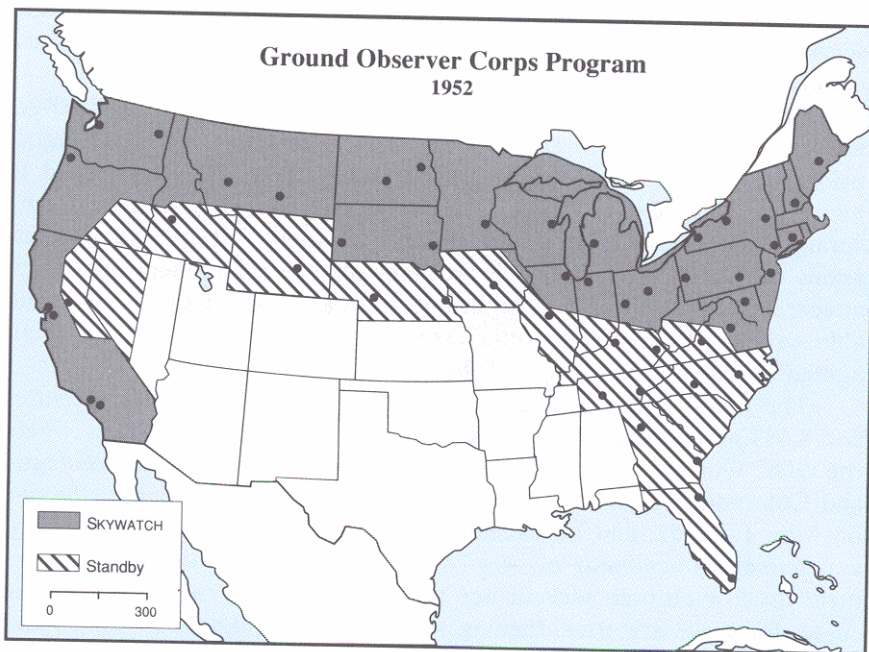 Ground Observer Corps Program
1952
SKYWATCH
Standby
0 300